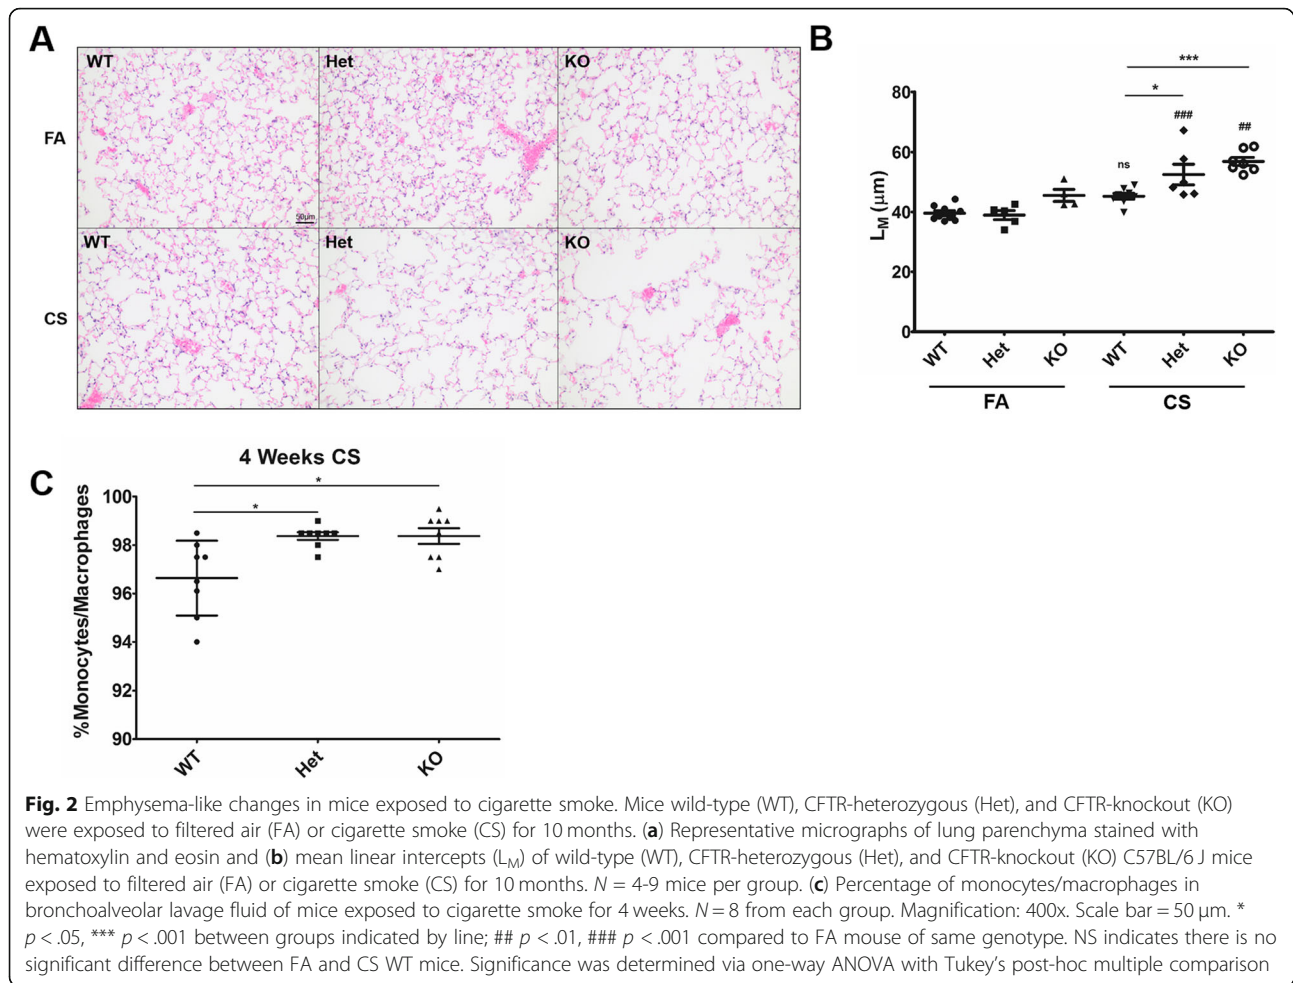 A
WT
Het
KO
FA
50µm
WT
Het
KO
CS
B
***
*
###
##
ns
80
60
40
20
0
L_M (µm)
WT
Het
KO
WT
Het
KO
FA
CS
C
4 Weeks CS
*
*
100
98
96
94
92
90
%Monocytes/Macrophages
WT
Het
KO
Fig. 2 Emphysema-like changes in mice exposed to cigarette smoke. Mice wild-type (WT), CFTR-heterozygous (Het), and CFTR-knockout (KO)
were exposed to filtered air (FA) or cigarette smoke (CS) for 10 months. (a) Representative micrographs of lung parenchyma stained with
hematoxylin and eosin and (b) mean linear intercepts (L_M) of wild-type (WT), CFTR-heterozygous (Het), and CFTR-knockout (KO) C57BL/6 J mice
exposed to filtered air (FA) or cigarette smoke (CS) for 10 months. N = 4-9 mice per group. (c) Percentage of monocytes/macrophages in
bronchoalveolar lavage fluid of mice exposed to cigarette smoke for 4 weeks. N = 8 from each group. Magnification: 400x. Scale bar = 50 µm. *
p < .05, *** p < .001 between groups indicated by line; ## p < .01, ### p < .001 compared to FA mouse of same genotype. NS indicates there is no
significant difference between FA and CS WT mice. Significance was determined via one-way ANOVA with Tukey's post-hoc multiple comparison